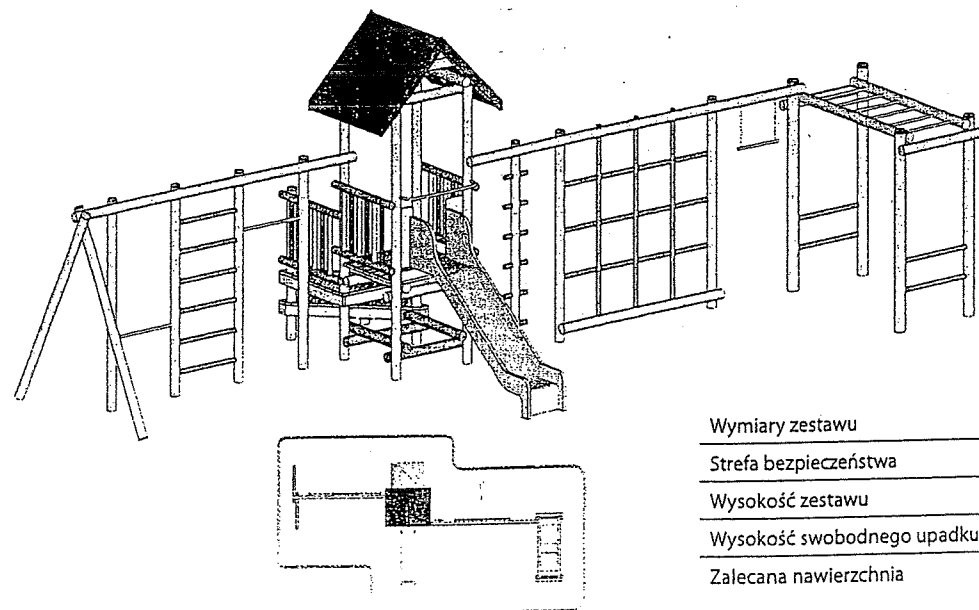 Wymiary zestawu
Strefa bezpieczeństwa
Wysokość zestawu
Wysokość swobodnego upadku
Zalecana nawierzchnia